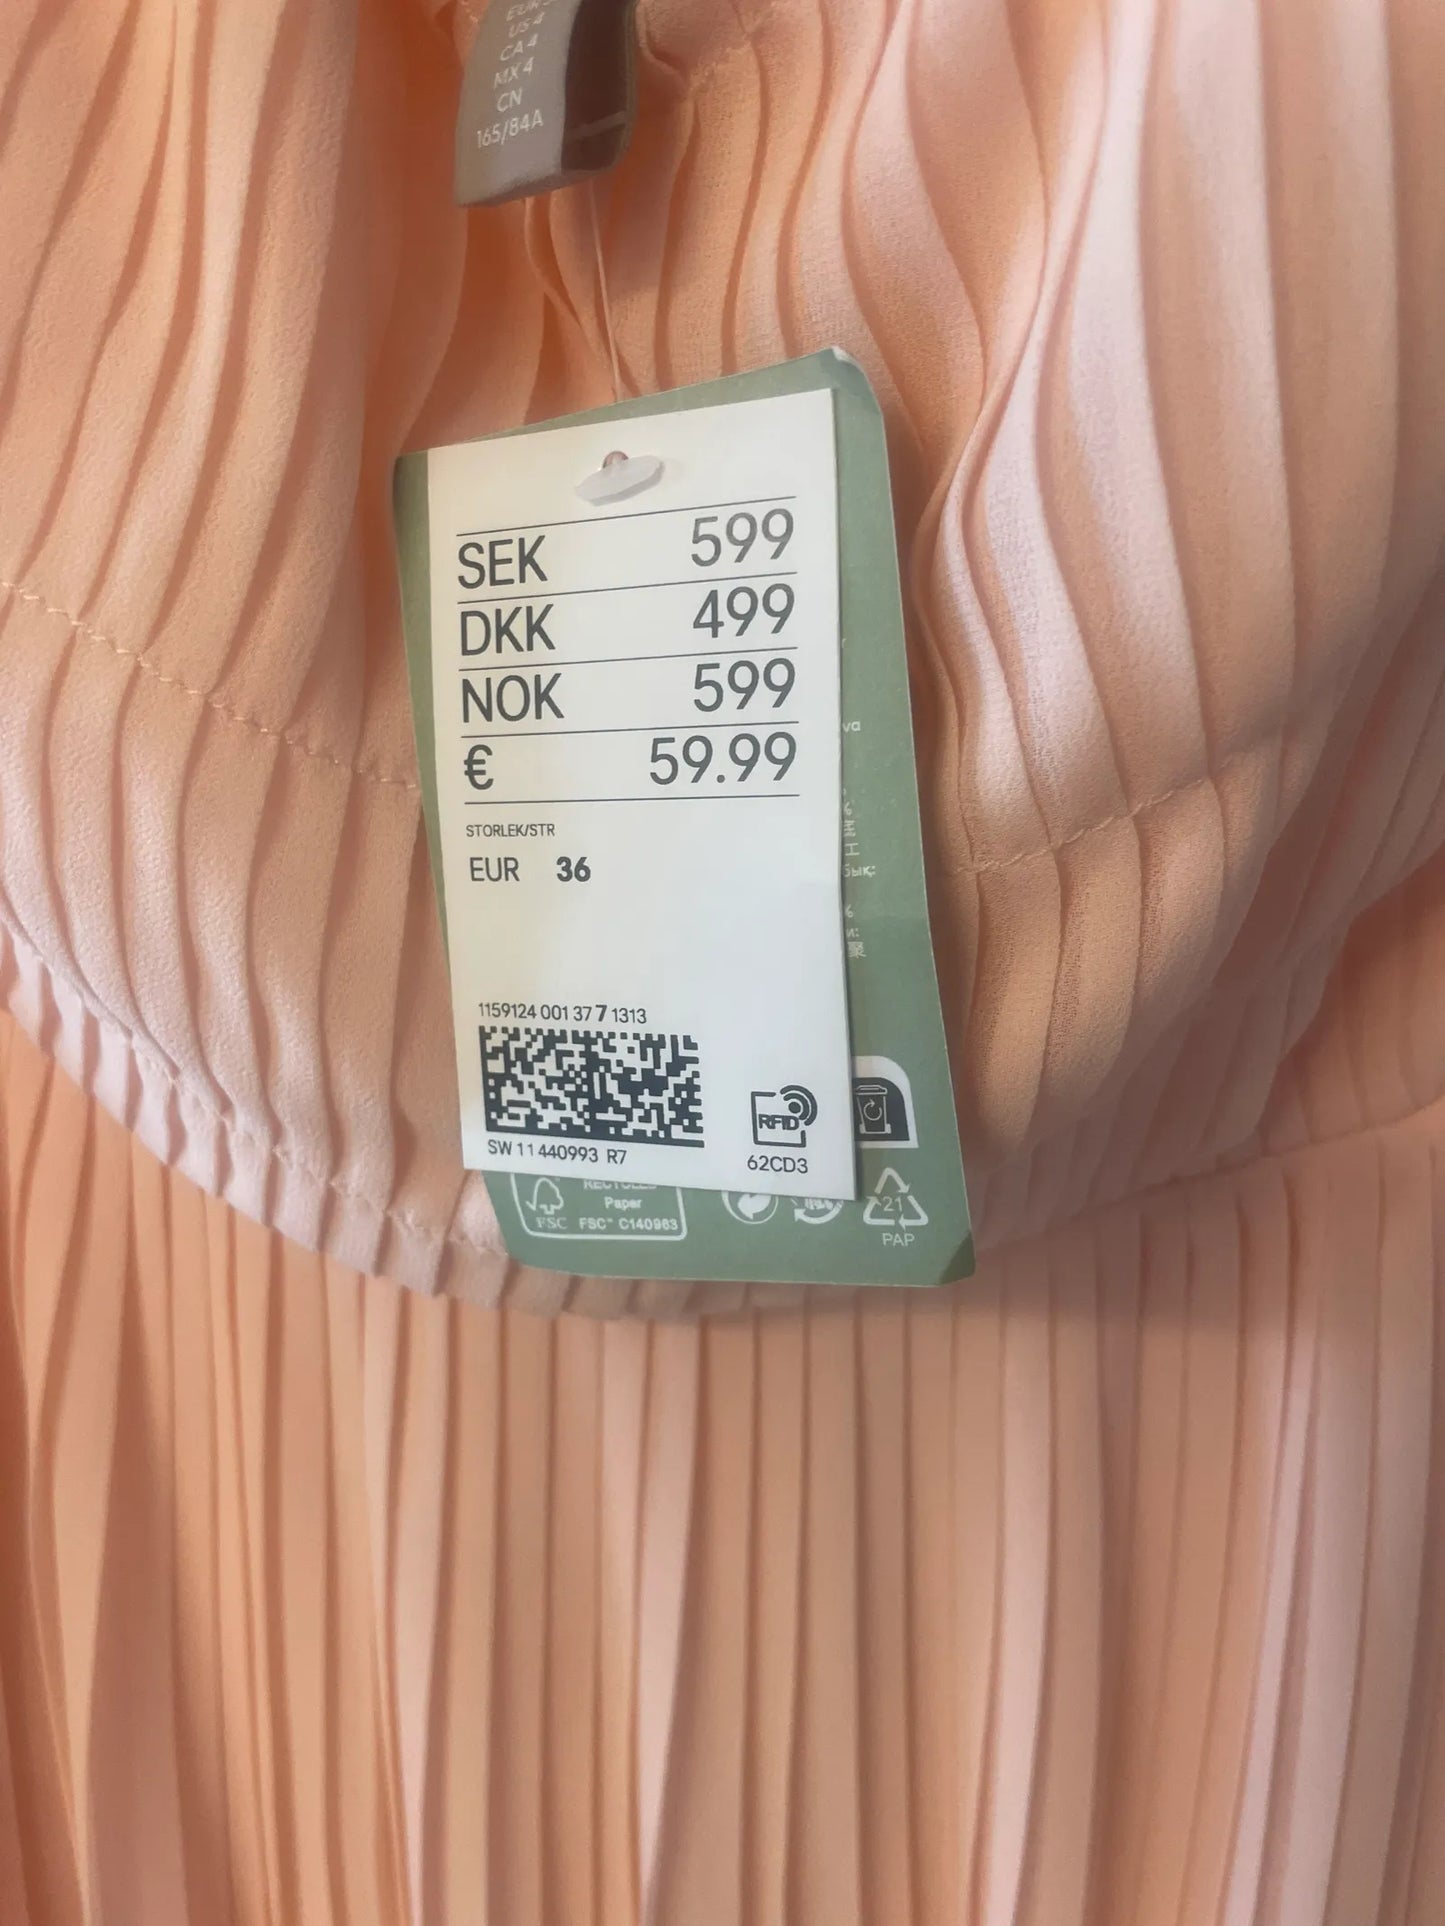 US 4
CA 4
MX 4
CN
165/84A
SEK 599
DKK 499
NOK 599
€ 59.99
STORLEK/STR
EUR 36
1159124 001 37 7 1313
SW 11 440993 R7
RFID
62CD3
Paper
FSC
FSC™ C140983
21
PAP